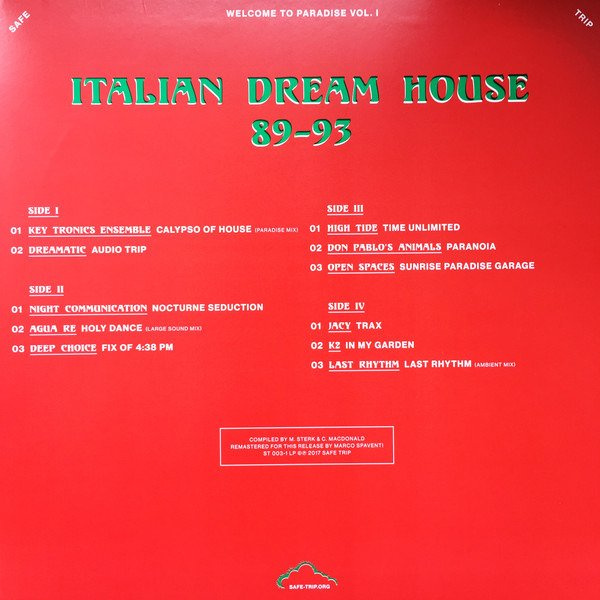 SAFE
WELCOME TO PARADISE VOL. I
TRIP
ITALIAN DREAM HOUSE
89-93
SIDE I
01 KEY TRONICS ENSEMBLE CALYPSO OF HOUSE (PARADISE MIX)
02 DREAMATIC AUDIO TRIP
SIDE II
01 NIGHT COMMUNICATION NOCTURNE SEDUCTION
02 AGUA RE HOLY DANCE (LARGE SOUND MIX)
03 DEEP CHOICE FIX OF 4:38 PM
SIDE III
01 HIGH TIDE TIME UNLIMITED
02 DON PABLO'S ANIMALS PARANOIA
03 OPEN SPACES SUNRISE PARADISE GARAGE
SIDE IV
01 JACY TRAX
02 K2 IN MY GARDEN
03 LAST RHYTHM LAST RHYTHM (AMBIENT MIX)
COMPILED BY M. STERK & C. MACDONALD
REMASTERED FOR THIS RELEASE BY MARCO SPAVENTI
ST 003-1 LP ©℗ 2017 SAFE TRIP
SAFE-TRIP.ORG